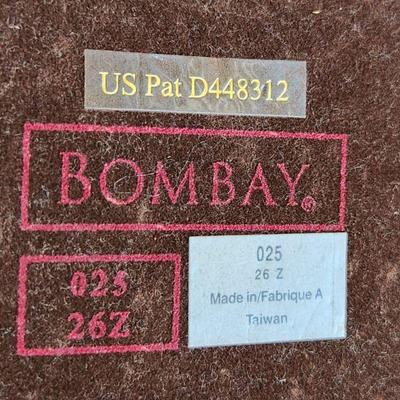 US Pat D448312
BOMBAY®
025
26Z
025
26 Z
Made in/Fabrique A
Taiwan